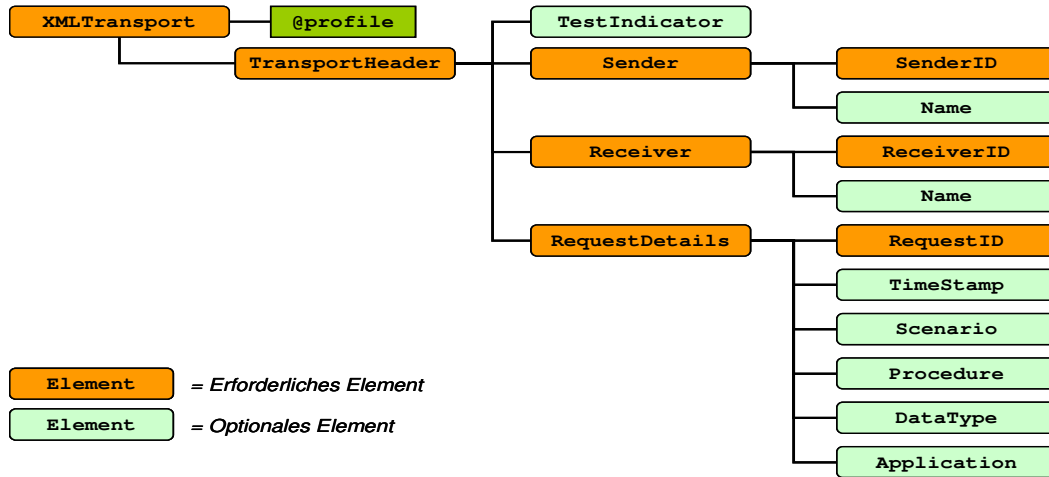 XMLTransport
@profile
TestIndicator
TransportHeader
Sender
SenderID
Name
Receiver
ReceiverID
Name
RequestDetails
RequestID
TimeStamp
Scenario
Procedure
DataType
Application
Element = Erforderliches Element
Element = Optionales Element